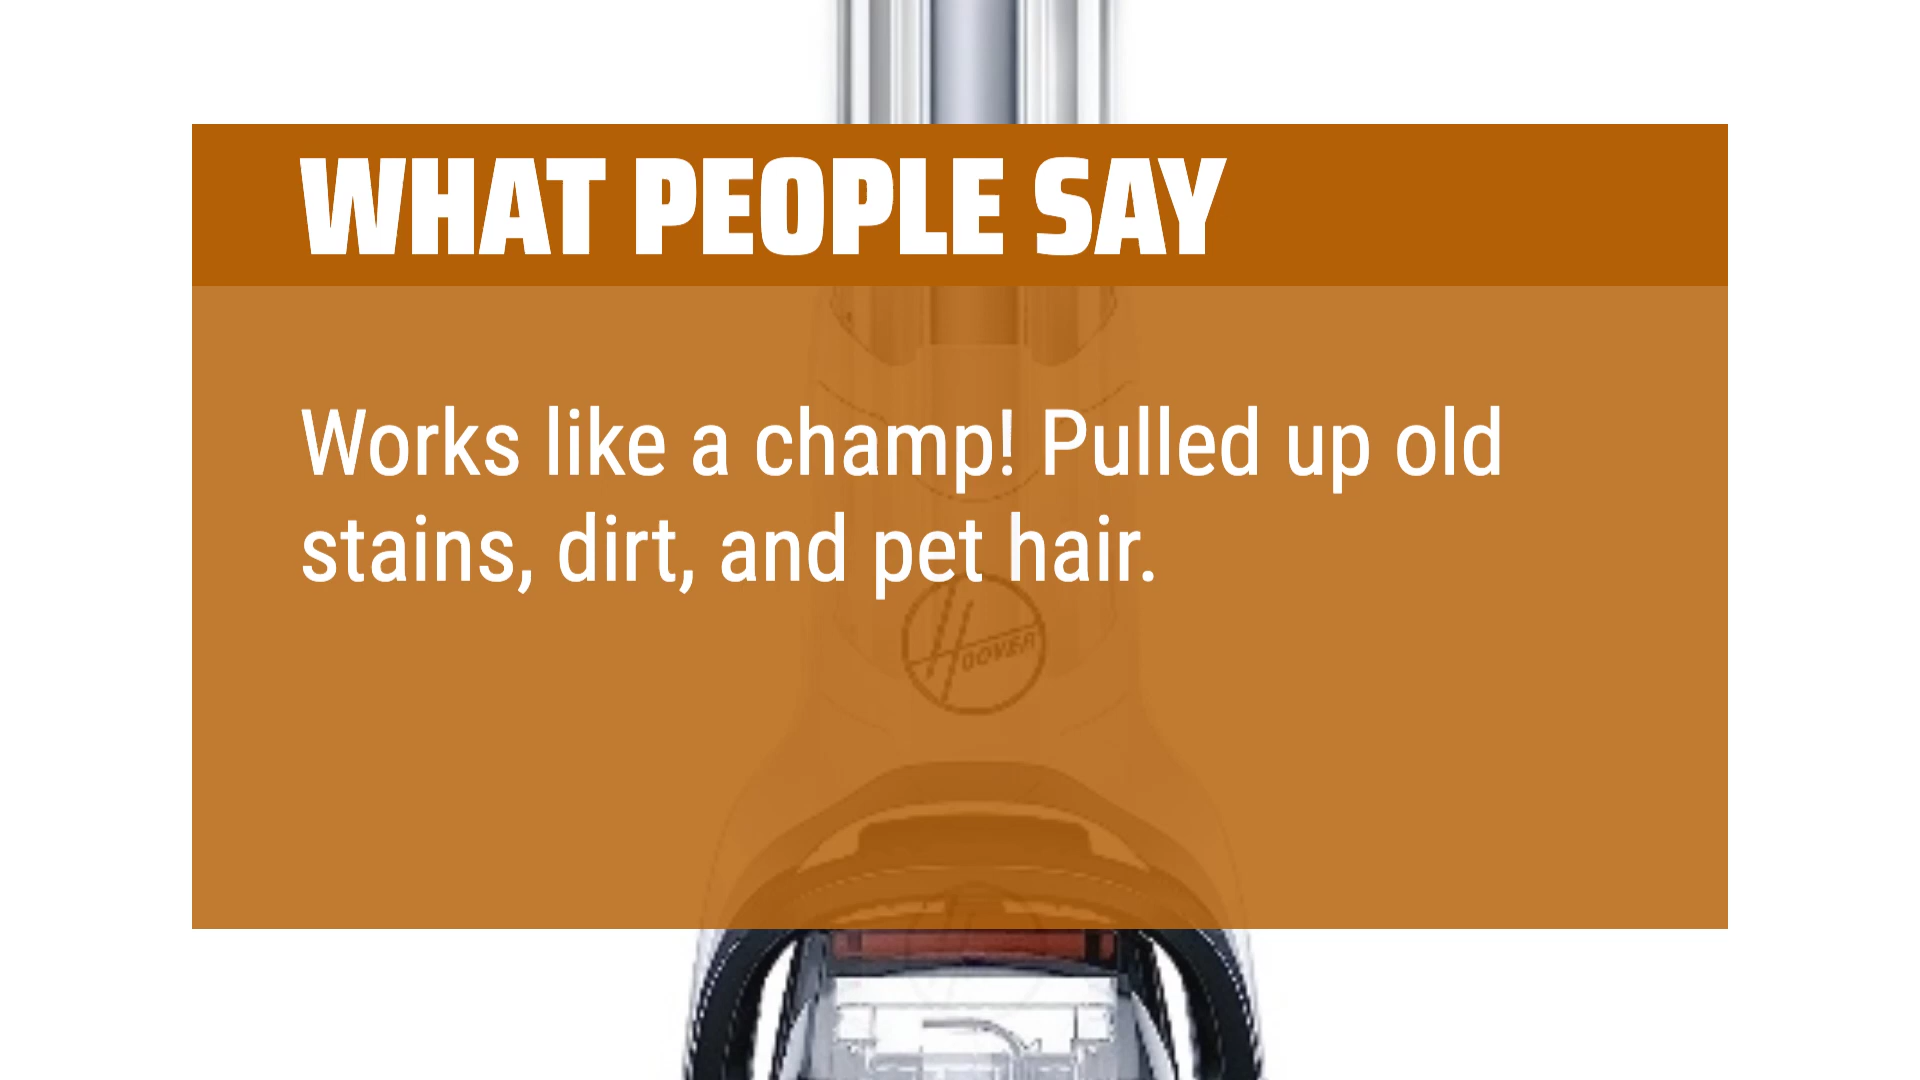 WHAT PEOPLE SAY
Works like a champ! Pulled up old
stains, dirt, and pet hair.
HOOVER